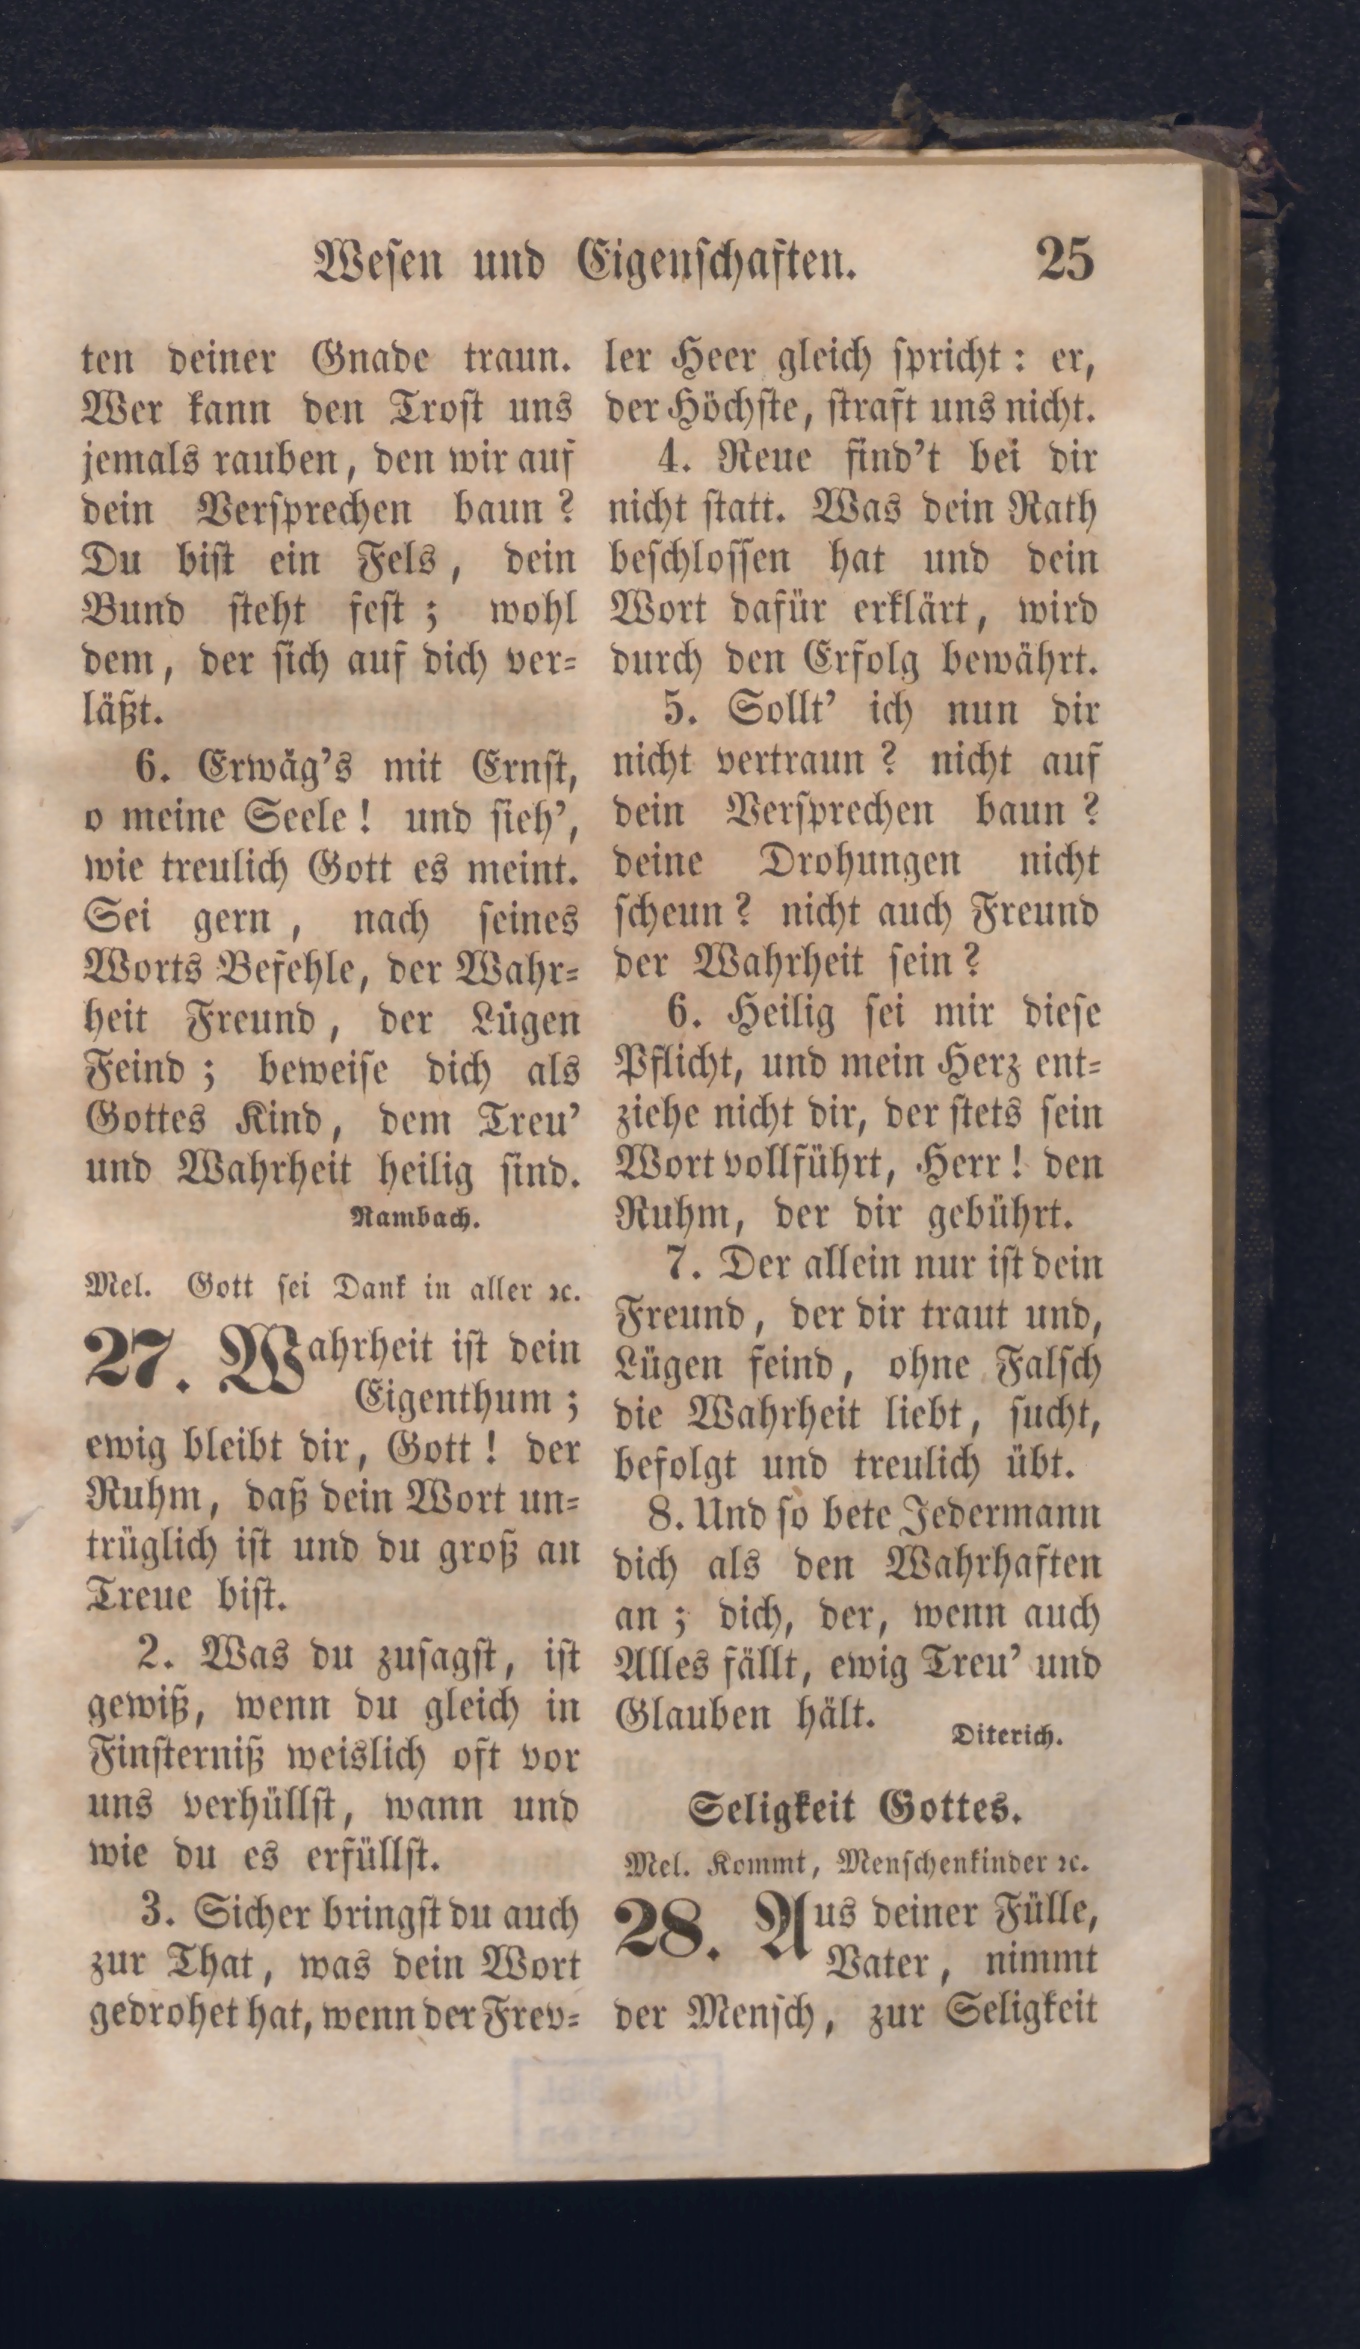 Wesen und Eigenschaften. 25
ten deiner Gnade traun.
Wer kann den Trost uns
jemals rauben, den wir auf
dein Versprechen baun?
Du bist ein Fels, dein
Bund steht fest; wohl
dem, der sich auf dich ver-
läßt.
6. Erwäg's mit Ernst,
o meine Seele! und sieh',
wie treulich Gott es meint.
Sei gern, nach seines
Worts Befehle, der Wahr-
heit Freund, der Lügen
Feind; beweise dich als
Gottes Kind, dem Treu'
und Wahrheit heilig sind.
Rambach.
Mel. Gott sei Dank in aller ꝛc.
27. Wahrheit ist dein
Eigenthum;
ewig bleibt dir, Gott! der
Ruhm, daß dein Wort un-
trüglich ist und du groß an
Treue bist.
2. Was du zusagst, ist
gewiß, wenn du gleich in
Finsterniß weislich oft vor
uns verhüllst, wann und
wie du es erfüllst.
3. Sicher bringst du auch
zur That, was dein Wort
gedrohet hat, wenn der Frev-
ler Heer gleich spricht: er,
der Höchste, straft uns nicht.
4. Reue find't bei dir
nicht statt. Was dein Rath
beschlossen hat und dein
Wort dafür erklärt, wird
durch den Erfolg bewährt.
5. Sollt' ich nun dir
nicht vertraun? nicht auf
dein Versprechen baun?
deine Drohungen nicht
scheun? nicht auch Freund
der Wahrheit sein?
6. Heilig sei mir diese
Pflicht, und mein Herz ent-
ziehe nicht dir, der stets sein
Wort vollführt, Herr! den
Ruhm, der dir gebührt.
7. Der allein nur ist dein
Freund, der dir traut und,
Lügen feind, ohne Falsch
die Wahrheit liebt, sucht,
befolgt und treulich übt.
8. Und so bete Jedermann
dich als den Wahrhaften
an; dich, der, wenn auch
Alles fällt, ewig Treu' und
Glauben hält.
Diterich.
Seligkeit Gottes.
Mel. Kommt, Menschenkinder ꝛc.
28. Aus deiner Fülle,
Vater, nimmt
der Mensch, zur Seligkeit